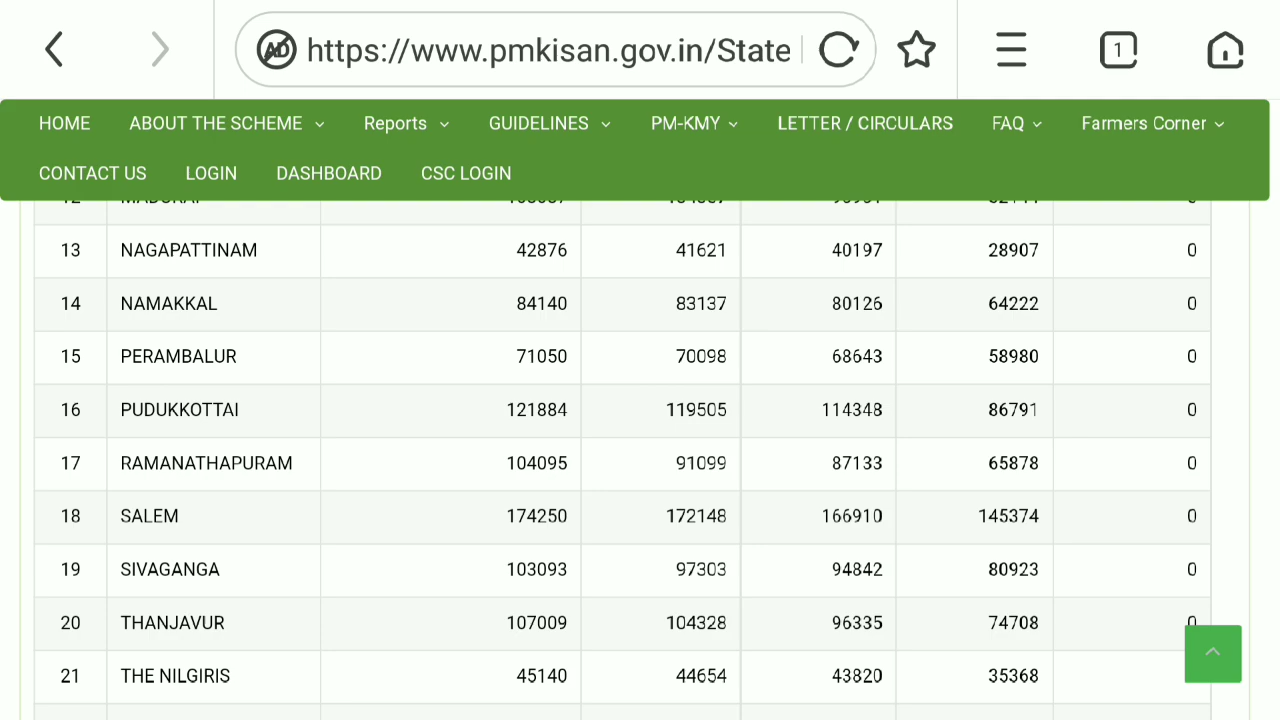 https://www.pmkisan.gov.in/State
1
HOME ABOUT THE SCHEME Reports GUIDELINES PM-KMY LETTER / CIRCULARS FAQ Farmers Corner
CONTACT US LOGIN DASHBOARD CSC LOGIN
13 NAGAPATTINAM 42876 41621 40197 28907 0
14 NAMAKKAL 84140 83137 80126 64222 0
15 PERAMBALUR 71050 70098 68643 58980 0
16 PUDUKKOTTAI 121884 119505 114348 86791 0
17 RAMANATHAPURAM 104095 91099 87133 65878 0
18 SALEM 174250 172148 166910 145374 0
19 SIVAGANGA 103093 97303 94842 80923 0
20 THANJAVUR 107009 104328 96335 74708 0
21 THE NILGIRIS 45140 44654 43820 35368